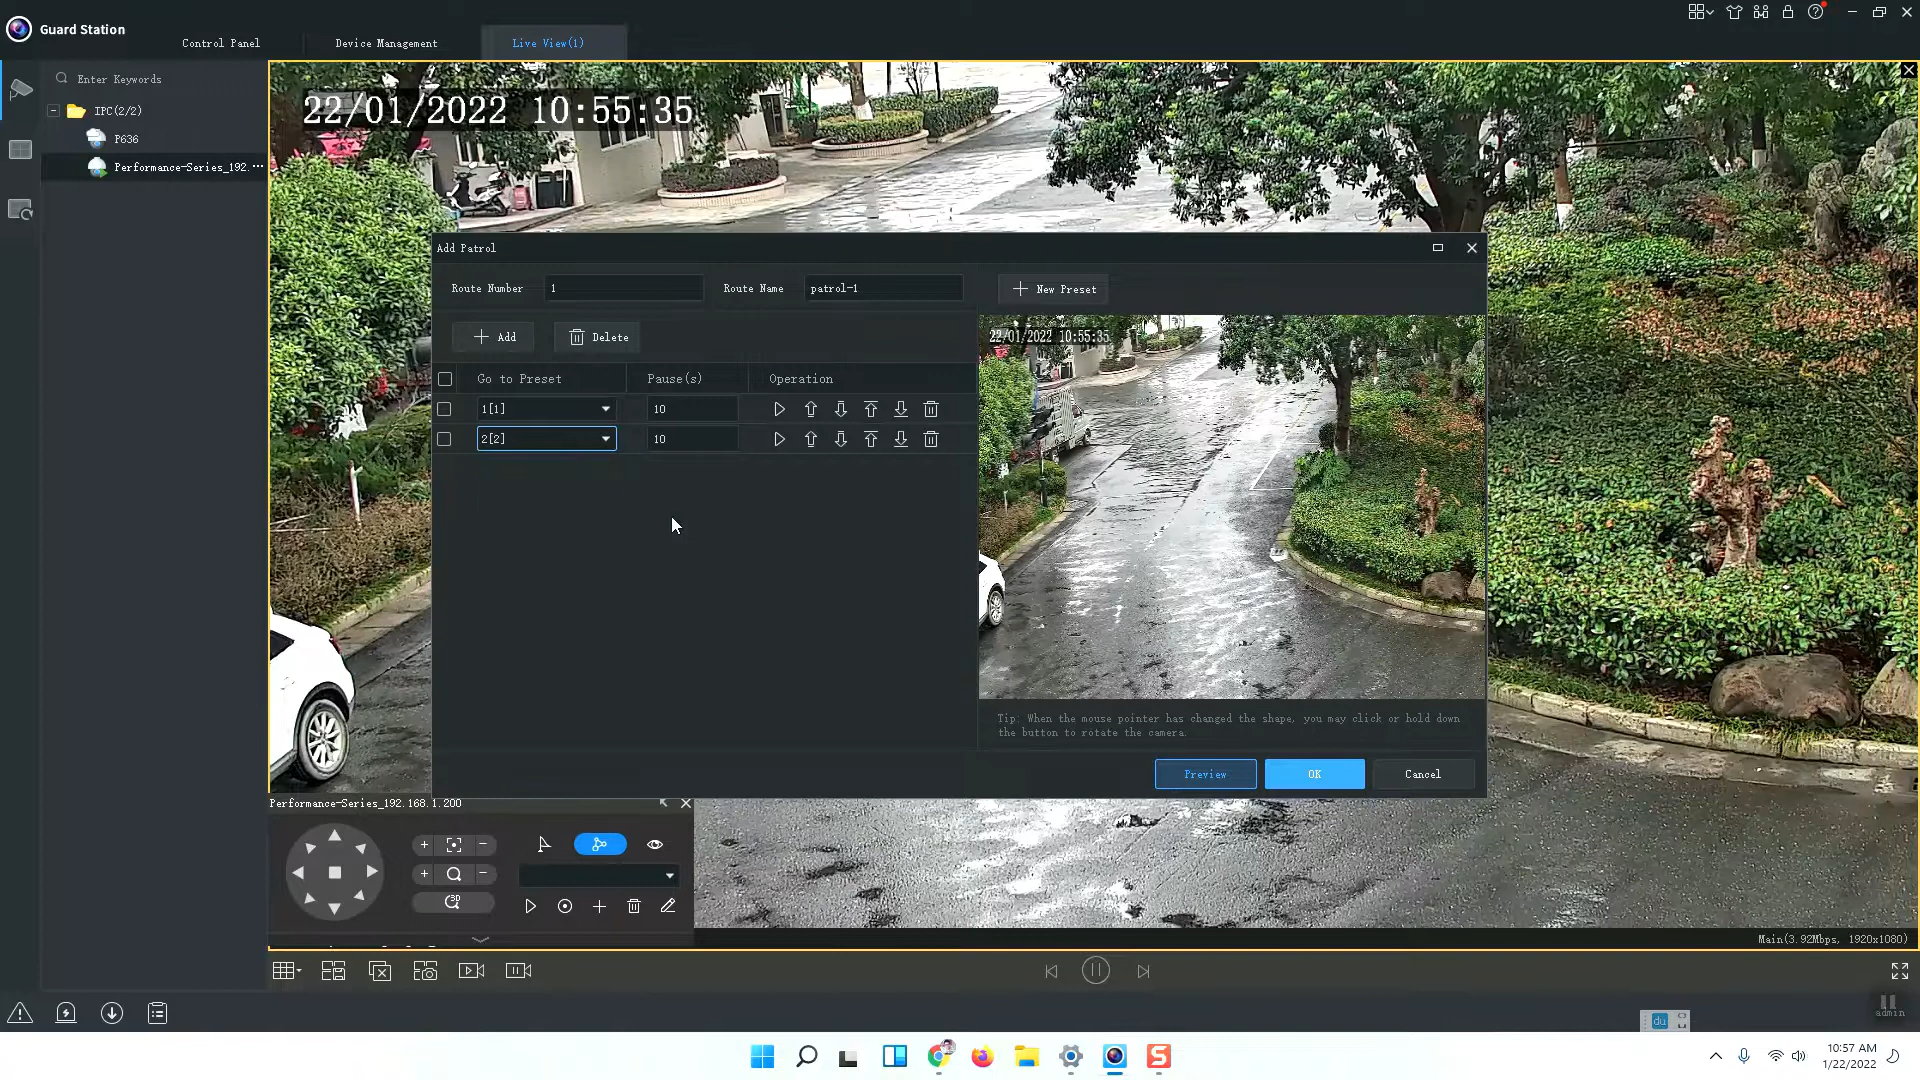 Guard Station
Control Panel
Device Management
Live View(1)
Enter Keywords
IPC(2/2)
P636
Performance-Series_192. ···
22/01/2022 10:55:35
Add Patrol
Route Number
1
Route Name
patrol-1
New Preset
Add
Delete
22/01/2022 10:55:35
Go to Preset
Pause(s)
Operation
1[1]
10
2[2]
10
Tip: When the mouse pointer has changed the shape, you may click or hold down
the button to rotate the camera.
Preview
OK
Cancel
Performance-Series_192.168.1.200
3D
Main(3.92Mbps, 1920x1080)
admin
du
10:57 AM
1/22/2022